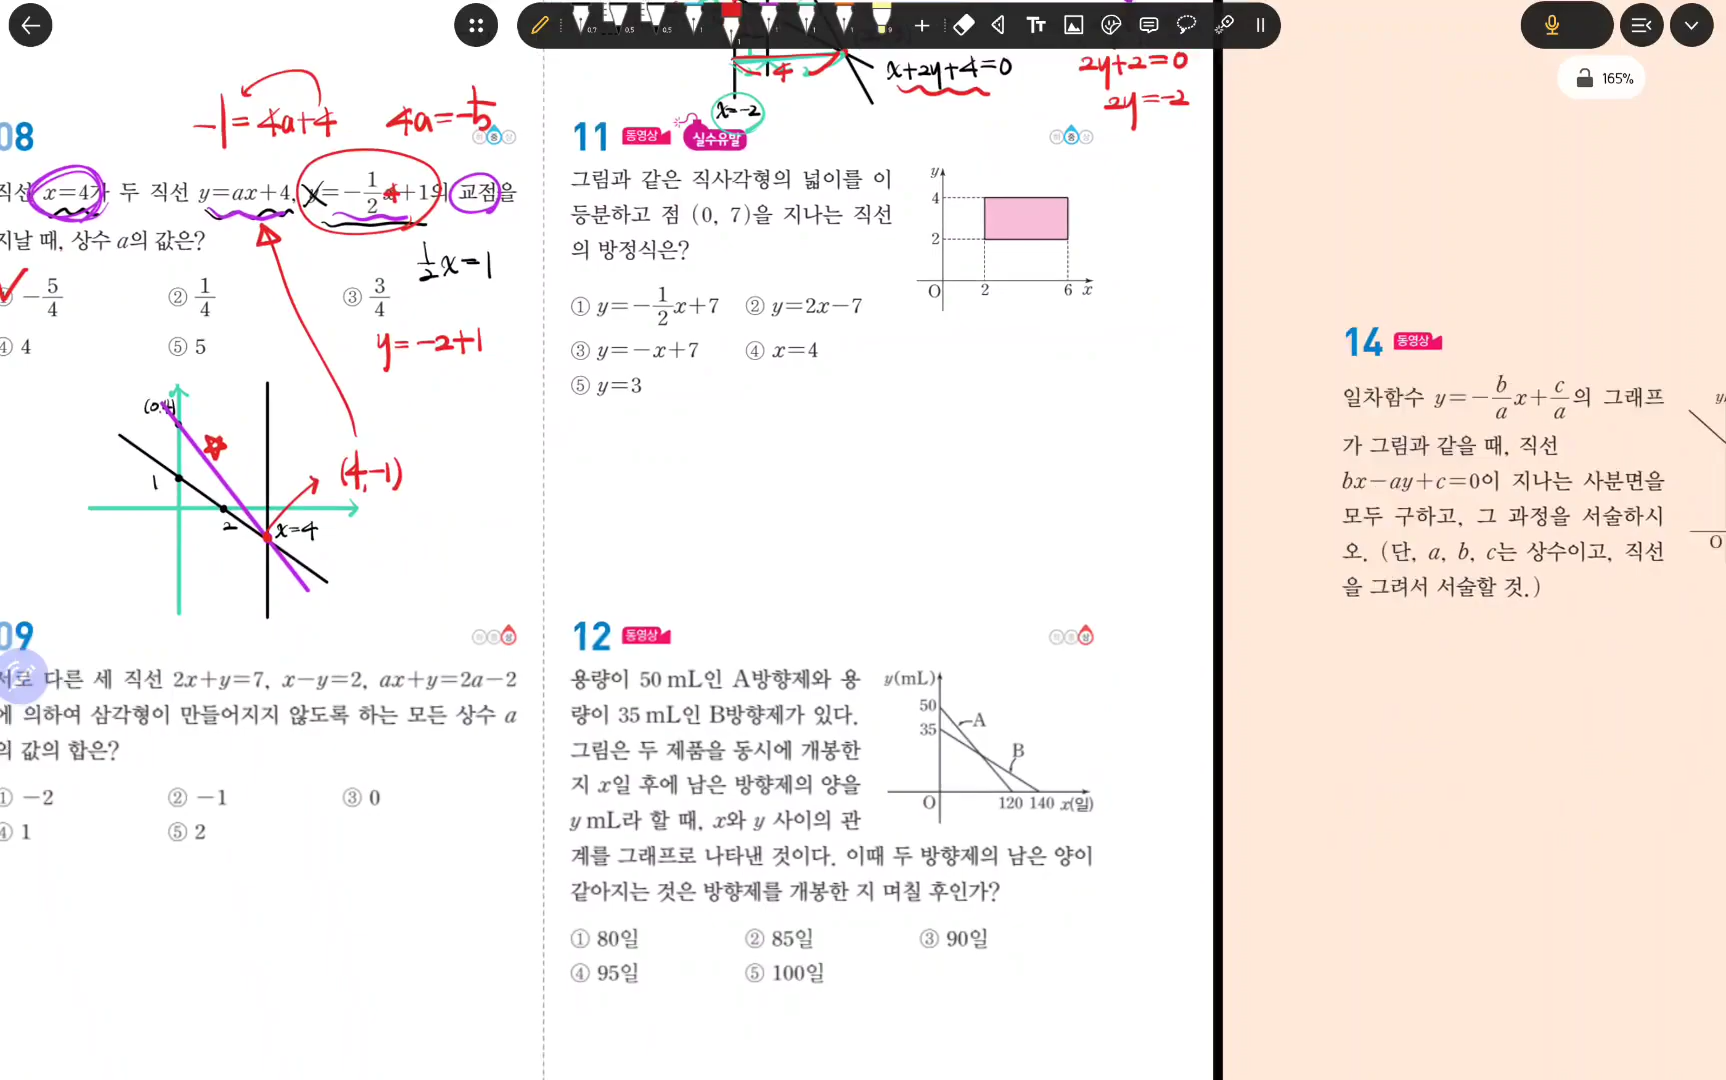 165%
x+2y+4=0
x=-2
2y+2=0
2y=-2
-1=4a+4
08
직선 x=4가 두 직선 y=ax+4, y=-1/2x+1의 교점을
지날 때, 상수 a의 값은?
① -5/4 ② 1/4 ③ 3/4
④ 4 ⑤ 5
1/2x=1
y=-2+1
1
2
x=4
(4,-1)
09
서로 다른 세 직선 2x+y=7, x-y=2, ax+y=2a-2
에 의하여 삼각형이 만들어지지 않도록 하는 모든 상수 a
의 값의 합은?
① -2 ② -1 ③ 0
④ 1 ⑤ 2
11 동영상 실수유발
하 중 상
그림과 같은 직사각형의 넓이를 이
등분하고 점 (0, 7)을 지나는 직선
의 방정식은?
y
4
2
O 2 6 x
① y=-1/2x+7 ② y=2x-7
③ y=-x+7 ④ x=4
⑤ y=3
12 동영상
하 중 상
용량이 50 mL인 A방향제와 용
량이 35 mL인 B방향제가 있다.
그림은 두 제품을 동시에 개봉한
지 x일 후에 남은 방향제의 양을
y mL라 할 때, x와 y 사이의 관
계를 그래프로 나타낸 것이다. 이때 두 방향제의 남은 양이
같아지는 것은 방향제를 개봉한 지 며칠 후인가?
y(mL)
50
35
A
B
O 120 140 x(일)
① 80일 ② 85일 ③ 90일
④ 95일 ⑤ 100일
14 동영상
일차함수 y=-b/a x+c/a의 그래프
가 그림과 같을 때, 직선
bx-ay+c=0이 지나는 사분면을
모두 구하고, 그 과정을 서술하시
오. (단, a, b, c는 상수이고, 직선
을 그려서 서술할 것.)
y
O